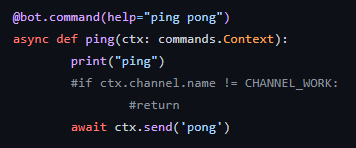 @bot.command(help="ping pong")
async def ping(ctx: commands.Context):
        print("ping")
        #if ctx.channel.name != CHANNEL_WORK:
                #return
        await ctx.send('pong')